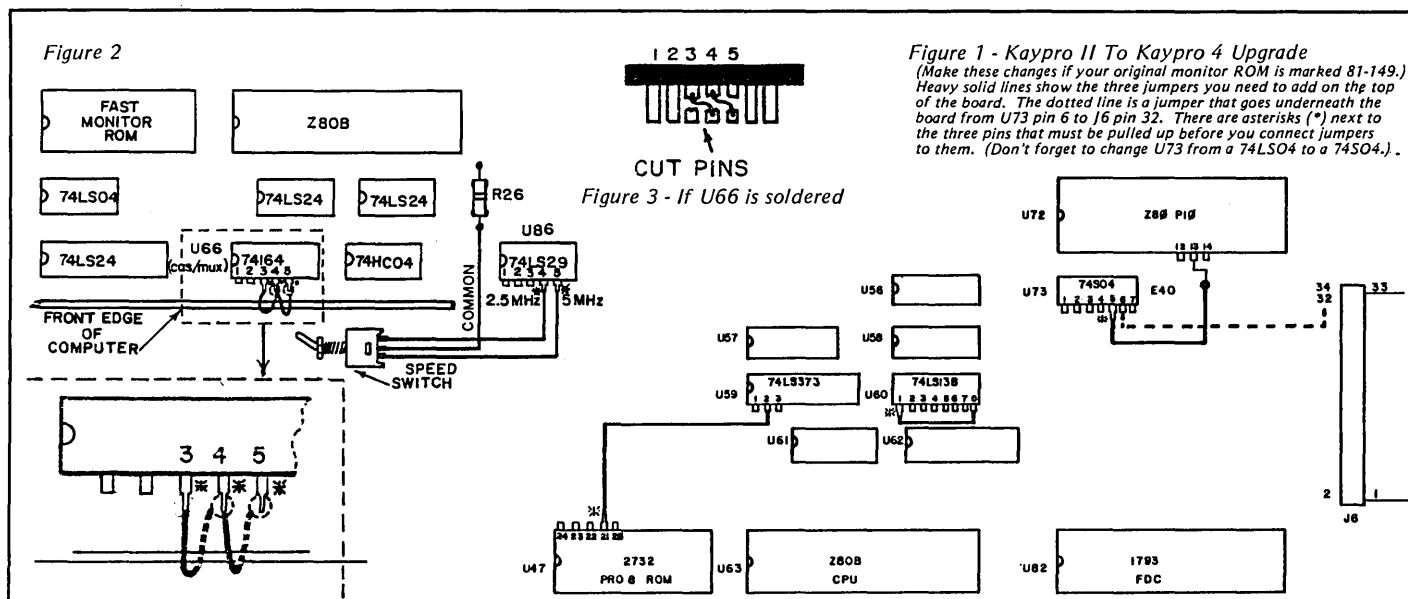 Figure 2
FAST
MONITOR
ROM
Z80B
74LS04
74LS24
74LS24
R26
74LS24
U66
(cas/mux)
74164
1 2 3 4 5
74HC04
U86
74LS29
1 2 3 4 5
2.5 MHz
5 MHz
COMMON
FRONT EDGE
OF
COMPUTER
SPEED
SWITCH
3 * 4 * 5 *
1 2 3 4 5
CUT PINS
Figure 3 - If U66 is soldered
Figure 1 - Kaypro II To Kaypro 4 Upgrade
(Make these changes if your original monitor ROM is marked 81-149.)
Heavy solid lines show the three jumpers you need to add on the top
of the board. The dotted line is a jumper that goes underneath the
board from U73 pin 6 to J6 pin 32. There are asterisks (*) next to
the three pins that must be pulled up before you connect jumpers
to them. (Don't forget to change U73 from a 74LS04 to a 74S04.) .
U72
Z80 PIO
12 13 14
U73
74S04
1 2 3 4 5 6 7
*
E40
34
32
33
U56
U57
U58
U59
74LS373
1 2 3
U60
74LS138
1 2 3 4 5 6 7 0
*
U61
U62
2
1
J6
*
24 23 22 21 20
U47
2732
PRO 8 ROM
U63
Z80B
CPU
U82
1793
FDC